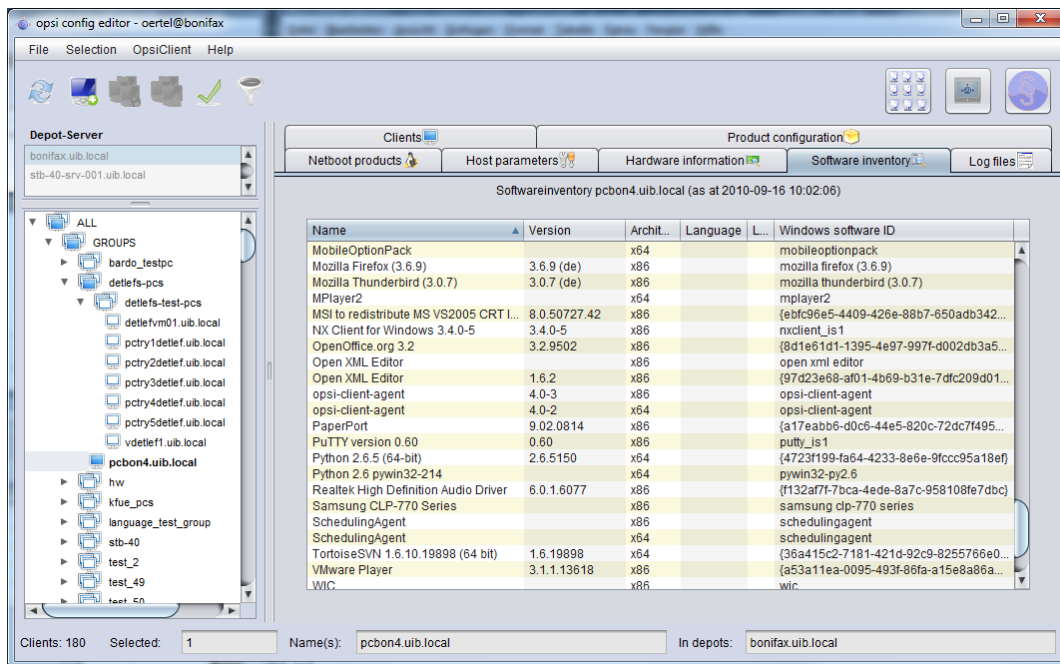 opsi config editor - oertel@bonifax
File Selection OpsiClient Help
Depot-Server
bonifax.uib.local
stb-40-srv-001.uib.local
ALL
GROUPS
bardo_testpc
detlefs-pcs
detlefs-test-pcs
detlefvm01.uib.local
pctry1detlef.uib.local
pctry2detlef.uib.local
pctry3detlef.uib.local
pctry4detlef.uib.local
pctry5detlef.uib.local
vdetlef1.uib.local
pcbon4.uib.local
hw
kfue_pcs
language_test_group
stb-40
test_2
test_49
test_50
Clients Product configuration
Netboot products Host parameters Hardware information Software inventory Log files
Softwareinventory pcbon4.uib.local (as at 2010-09-16 10:02:06)
Name Version Archit... Language L... Windows software ID
MobileOptionPack x64 mobileoptionpack
Mozilla Firefox (3.6.9) 3.6.9 (de) x86 mozilla firefox (3.6.9)
Mozilla Thunderbird (3.0.7) 3.0.7 (de) x86 mozilla thunderbird (3.0.7)
MPlayer2 x64 mplayer2
MSI to redistribute MS VS2005 CRT l... 8.0.50727.42 x86 {ebfc96e5-4409-426e-88b7-650adb342...
NX Client for Windows 3.4.0-5 3.4.0-5 x86 nxclient_is1
OpenOffice.org 3.2 3.2.9502 x86 {8d1e61d1-1395-4e97-997f-d002db3a5...
Open XML Editor x86 open xml editor
Open XML Editor 1.6.2 x86 {97d23e68-af01-4b69-b31e-7dfc209d01...
opsi-client-agent 4.0-3 x86 opsi-client-agent
opsi-client-agent 4.0-2 x64 opsi-client-agent
PaperPort 9.02.0814 x86 {a17eabb6-d0c6-44e5-820c-72dc7f495...
PuTTY version 0.60 0.60 x86 putty_is1
Python 2.6.5 (64-bit) 2.6.5150 x64 {4723f199-fa64-4233-8e6e-9fccc95a18ef}
Python 2.6 pywin32-214 x64 pywin32-py2.6
Realtek High Definition Audio Driver 6.0.1.6077 x86 {f132af7f-7bca-4ede-8a7c-958108fe7dbc}
Samsung CLP-770 Series x86 samsung clp-770 series
SchedulingAgent x86 schedulingagent
SchedulingAgent x64 schedulingagent
TortoiseSVN 1.6.10.19898 (64 bit) 1.6.19898 x64 {36a415c2-7181-421d-92c9-8255766e0...
VMware Player 3.1.1.13618 x86 {a53a11ea-0095-493f-86fa-a15e8a86a...
WIC x86 wic
Clients: 180 Selected: 1 Name(s): pcbon4.uib.local In depots: bonifax.uib.local